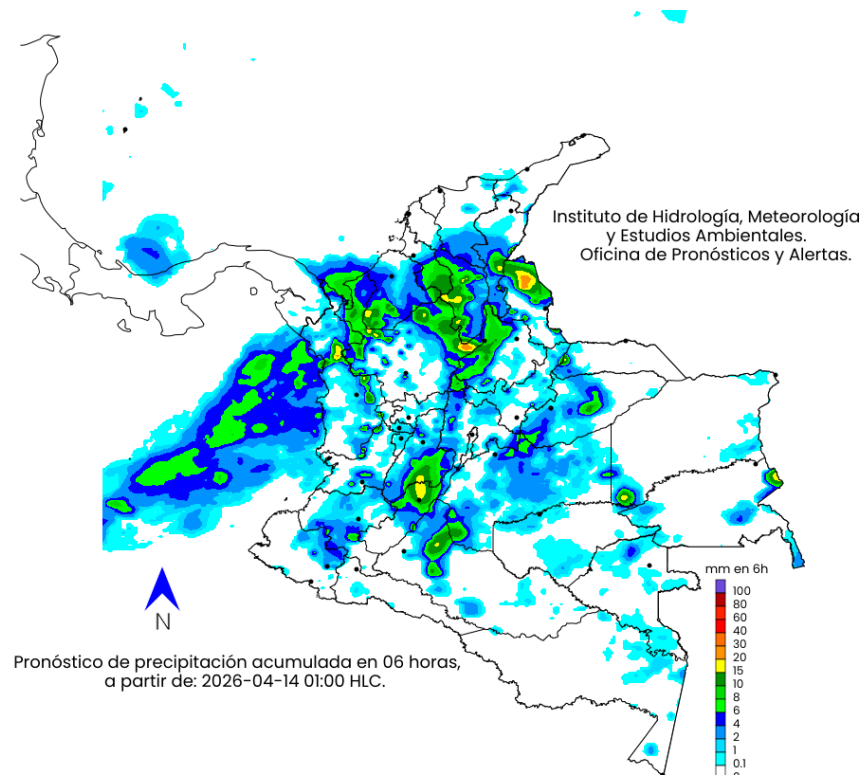 Instituto de Hidrología, Meteorología
y Estudios Ambientales.
Oficina de Pronósticos y Alertas.
N
Pronóstico de precipitación acumulada en 06 horas,
a partir de: 2026-04-14 01:00 HLC.
mm en 6h
100
80
60
40
30
20
15
10
8
6
4
2
1
0.1
0